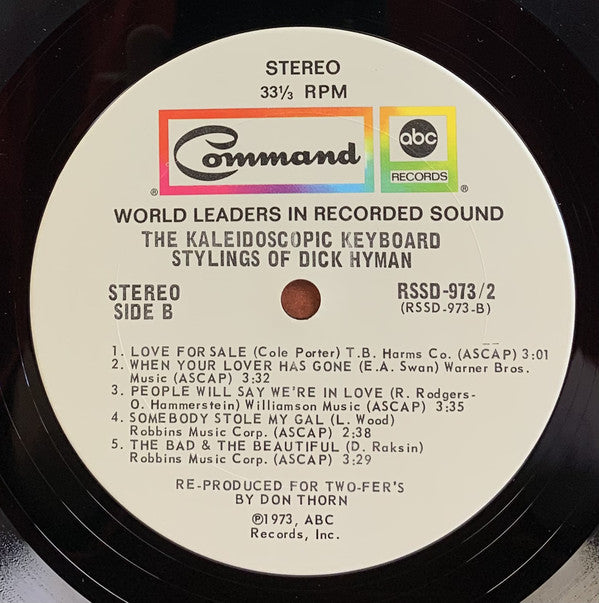 STEREO
33⅓ RPM
Command
®
abc
RECORDS
®
WORLD LEADERS IN RECORDED SOUND
THE KALEIDOSCOPIC KEYBOARD
STYLINGS OF DICK HYMAN
STEREO
SIDE B
RSSD-973/2
(RSSD-973-B)
1. LOVE FOR SALE (Cole Porter) T.B. Harms Co. (ASCAP) 3:01
2. WHEN YOUR LOVER HAS GONE (E.A. Swan) Warner Bros.
Music (ASCAP) 3:32
3. PEOPLE WILL SAY WE'RE IN LOVE (R. Rodgers-
O. Hammerstein) Williamson Music (ASCAP) 3:35
4. SOMEBODY STOLE MY GAL (L. Wood)
Robbins Music Corp. (ASCAP) 2:38
5. THE BAD & THE BEAUTIFUL (D. Raksin)
Robbins Music Corp. (ASCAP) 3:29
RE-PRODUCED FOR TWO-FER'S
BY DON THORN
℗1973, ABC
Records, Inc.